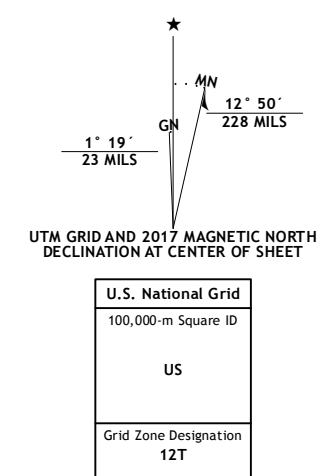 MN
GN
12° 50´
228 MILS
1° 19´
23 MILS
UTM GRID AND 2017 MAGNETIC NORTH
DECLINATION AT CENTER OF SHEET
U.S. National Grid
100,000-m Square ID
US
Grid Zone Designation
12T